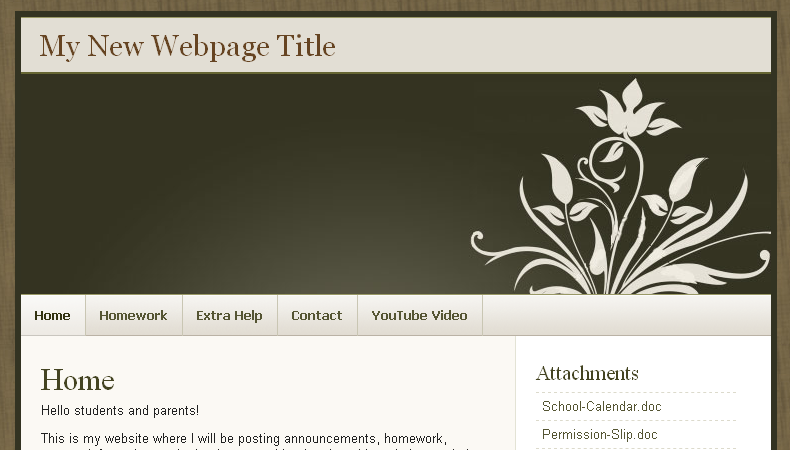 My New Webpage Title
Home Homework Extra Help Contact YouTube Video
Home
Hello students and parents!
This is my website where I will be posting announcements, homework,
Attachments
School-Calendar.doc
Permission-Slip.doc